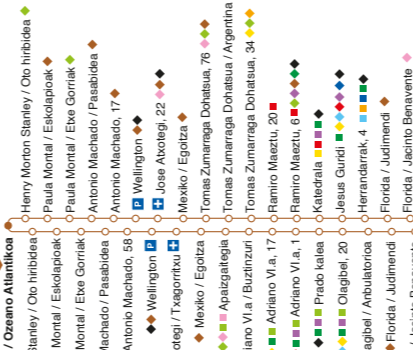 / Ozeano Atlantikoa
Henry Morton Stanley / Oto hiribidea
Paula Montal / Eskolapioak
Paula Montal / Etxe Gorriak
Antonio Machado / Pasabidea
Antonio Machado, 17
P Wellington
Jose Atxotegi, 22
Mexiko / Egoitza
Tomas Zumarraga Dohatsua, 76
Tomas Zumarraga Dohatsua / Argentina
Tomas Zumarraga Dohatsua, 34
Ramiro Maeztu, 20
Ramiro Maeztu, 6
Katedrala
Jesus Guridi
Herrandarrak, 4
Florida / Judimendi
Florida / Jacinto Benavente
Stanley / Oto hiribidea
Montal / Eskolapioak
Montal / Etxe Gorriak
Machado / Pasabidea
Antonio Machado, 58
Wellington P
otegi / Txagorritxu
Mexiko / Egoitza
Apaizgategia
iano VI.a / Buztinzuri
Adriano VI.a, 17
Adriano VI.a, 1
Prado kalea
Olagibel, 20
lagibel / Anbulatorioa
Florida / Judimendi